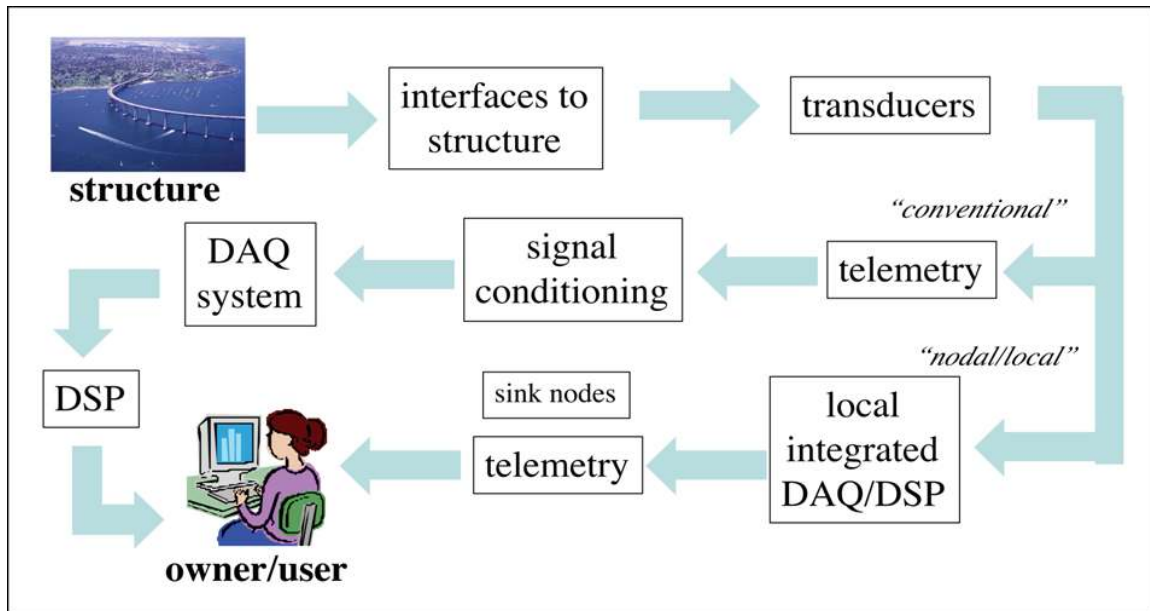 structure
interfaces to
structure
transducers
“conventional”
telemetry
signal
conditioning
DAQ
system
DSP
“nodal/local”
local
integrated
DAQ/DSP
sink nodes
telemetry
owner/user